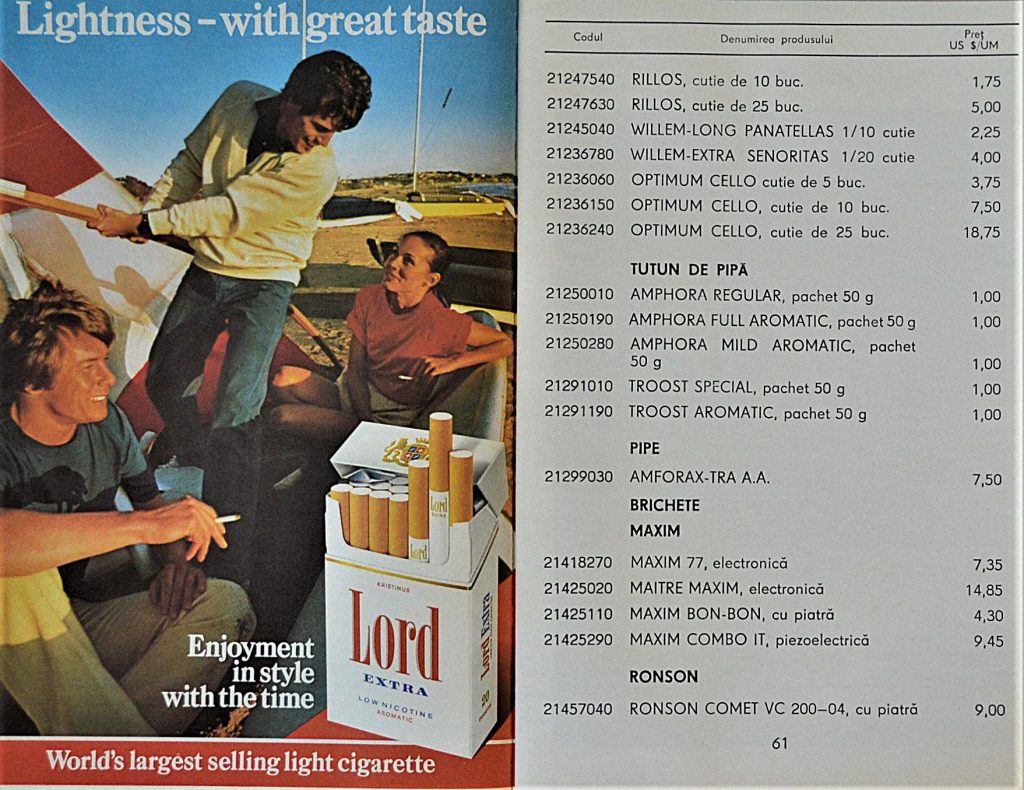 Lightness – with great taste
Lord
EXTRA
Lord
KRISTINUS
Lord
EXTRA
LOW NICOTINE
AROMATIC
Lord Extra
20
Enjoyment
in style
with the time
World's largest selling light cigarette
Codul Denumirea produsului Preț US $/UM
21247540 RILLOS, cutie de 10 buc. 1,75
21247630 RILLOS, cutie de 25 buc. 5,00
21245040 WILLEM-LONG PANATELLAS 1/10 cutie 2,25
21236780 WILLEM-EXTRA SENORITAS 1/20 cutie 4,00
21236060 OPTIMUM CELLO cutie de 5 buc. 3,75
21236150 OPTIMUM CELLO, cutie de 10 buc. 7,50
21236240 OPTIMUM CELLO, cutie de 25 buc. 18,75
TUTUN DE PIPĂ
21250010 AMPHORA REGULAR, pachet 50 g 1,00
21250190 AMPHORA FULL AROMATIC, pachet 50 g 1,00
21250280 AMPHORA MILD AROMATIC, pachet
50 g 1,00
21291010 TROOST SPECIAL, pachet 50 g 1,00
21291190 TROOST AROMATIC, pachet 50 g 1,00
PIPE
21299030 AMFORAX-TRA A.A. 7,50
BRICHETE
MAXIM
21418270 MAXIM 77, electronică 7,35
21425020 MAITRE MAXIM, electronică 14,85
21425110 MAXIM BON-BON, cu piatră 4,30
21425290 MAXIM COMBO IT, piezoelectrică 9,45
RONSON
21457040 RONSON COMET VC 200–04, cu piatră 9,00
61